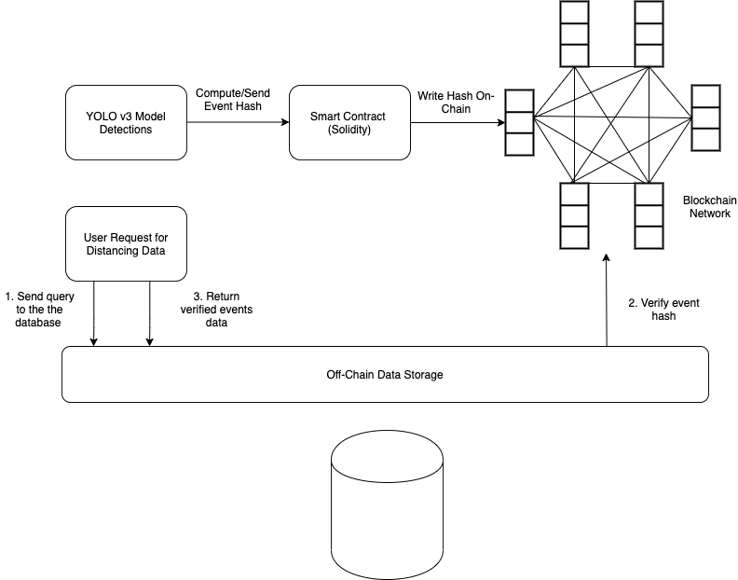 YOLO v3 Model
Detections
Compute/Send
Event Hash
Smart Contract
(Solidity)
Write Hash On-
Chain
Blockchain
Network
User Request for
Distancing Data
1. Send query
to the the
database
3. Return
verified events
data
2. Verify event
hash
Off-Chain Data Storage